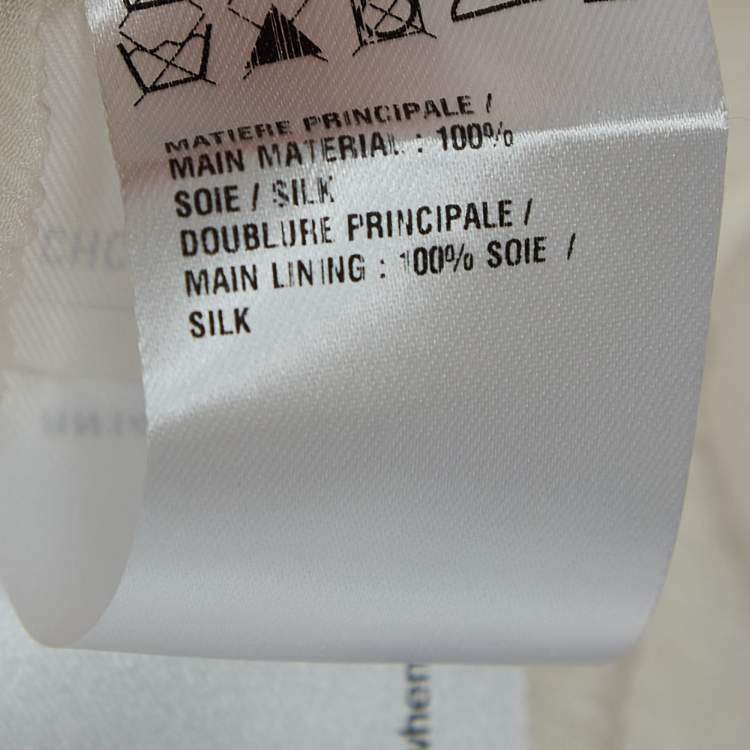 MATIERE PRINCIPALE /
MAIN MATERIAL : 100%
SOIE / SILK
DOUBLURE PRINCIPALE /
MAIN LINING : 100% SOIE /
SILK